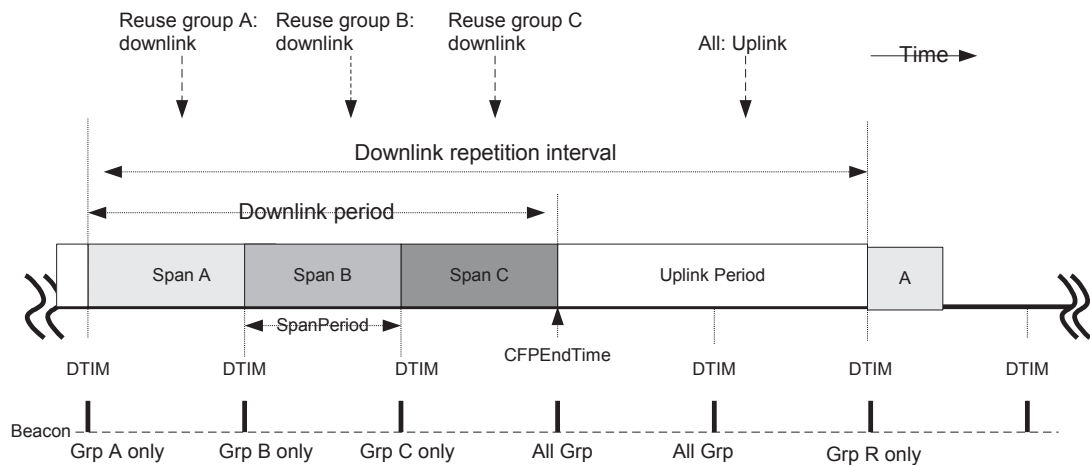 Reuse group A:
downlink
Reuse group B:
downlink
Reuse group C
downlink
All: Uplink
Time
Downlink repetition interval
Downlink period
Span A
Span B
Span C
Uplink Period
A
SpanPeriod
CFPEndTime
DTIM
DTIM
DTIM
DTIM
DTIM
DTIM
Beacon
Grp A only
Grp B only
Grp C only
All Grp
All Grp
Grp R only